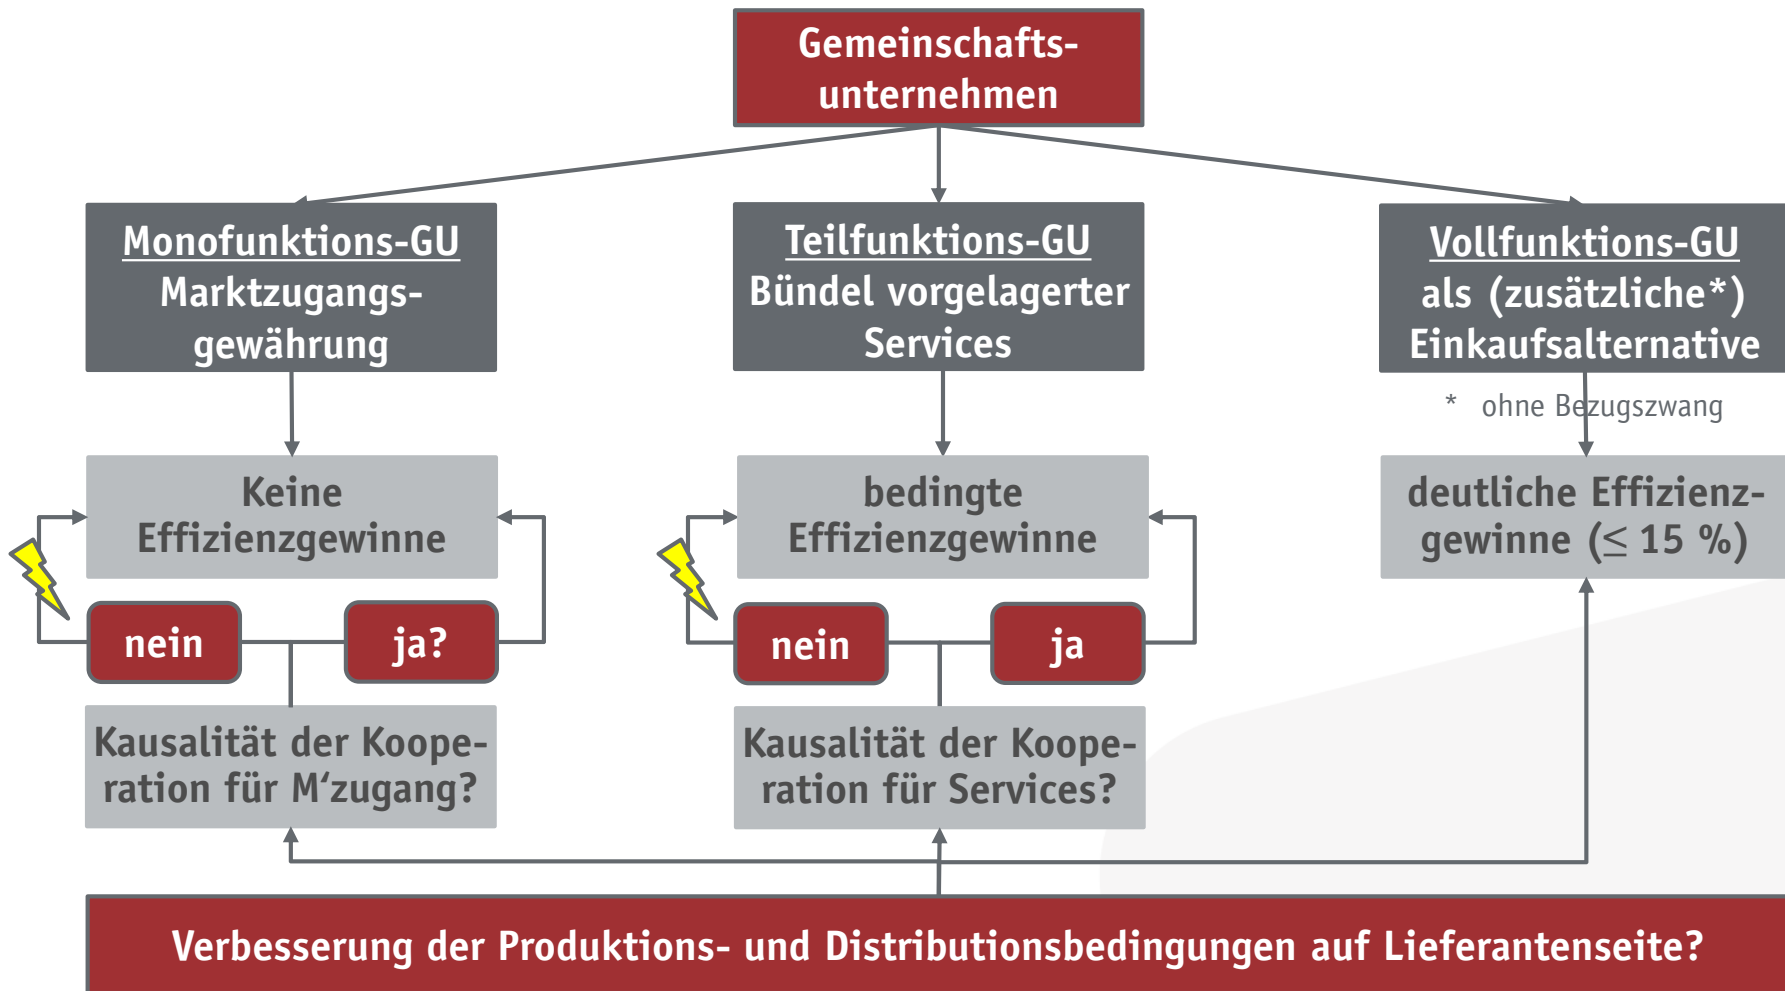 Gemeinschafts-
unternehmen
Monofunktions-GU
Marktzugangs-
gewährung
Teilfunktions-GU
Bündel vorgelagerter
Services
Vollfunktions-GU
als (zusätzliche*)
Einkaufsalternative
* ohne Bezugszwang
Keine
Effizienzgewinne
bedingte
Effizienzgewinne
deutliche Effizienz-
gewinne (≤ 15 %)
nein
ja?
nein
ja
Kausalität der Koope-
ration für M‘zugang?
Kausalität der Koope-
ration für Services?
Verbesserung der Produktions- und Distributionsbedingungen auf Lieferantenseite?